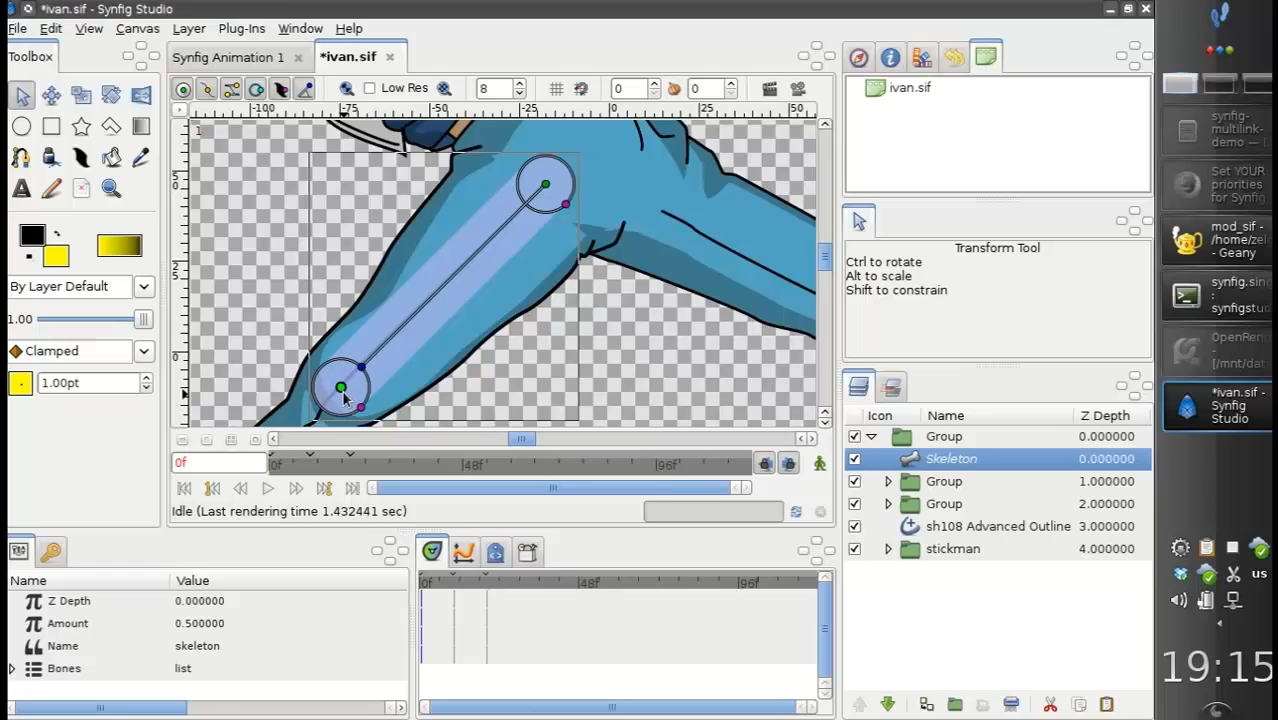 *ivan.sif - Synfig Studio
File Edit View Canvas Layer Plug-Ins Window Help
Toolbox
Synfig Animation 1
*ivan.sif
Low Res
8
0
0
-100 -75 -50 -25 0 25 50
1
50
25
0
By Layer Default
1.00
Clamped
1.00pt
0f
0f 48f 96f
Idle (Last rendering time 1.432441 sec)
Name Value
Z Depth 0.000000
Amount 0.500000
Name skeleton
Bones list
0f 48f 96f
ivan.sif
Transform Tool
Ctrl to rotate
Alt to scale
Shift to constrain
Icon Name Z Depth
Group 0.000000
Skeleton 0.000000
Group 1.000000
Group 2.000000
sh108 Advanced Outline 3.000000
stickman 4.000000
synfig-
multilink-
demo — [
Set YOUR
priorities
for Synfig
mod_sif -
/home/zel
- Geany
synfig.sing
:
synfigstud
OpenRen
- [/mnt/dat
*ivan.sif -
Synfig
Studio
us
19:15